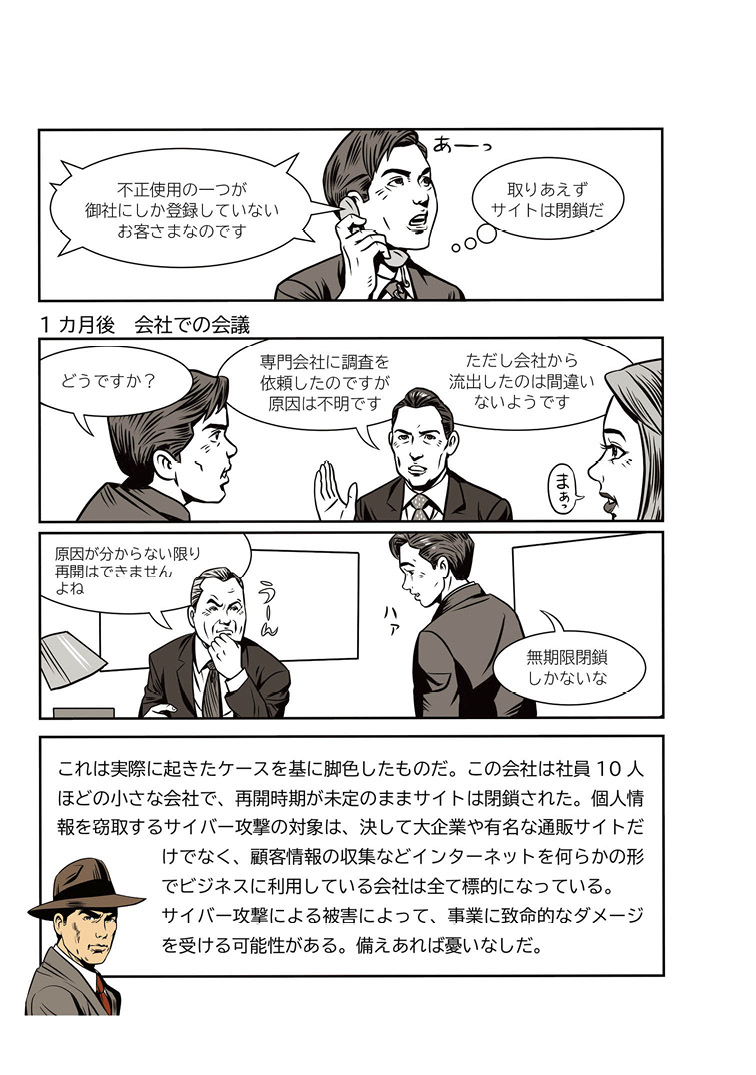 不正使用の一つが
御社にしか登録していない
お客さまなのです
あーっ
取りあえず
サイトは閉鎖だ
1カ月後　会社での会議
どうですか？
専門会社に調査を
依頼したのですが
原因は不明です
ただし会社から
流出したのは間違い
ないようです
まぁっ
原因が分からない限り
再開はできません
よね
うーん
ハァ
無期限閉鎖
しかないな
これは実際に起きたケースを基に脚色したものだ。この会社は社員 10 人
ほどの小さな会社で、再開時期が未定のままサイトは閉鎖された。個人情
報を窃取するサイバー攻撃の対象は、決して大企業や有名な通販サイトだ
けでなく、顧客情報の収集などインターネットを何らかの形
でビジネスに利用している会社は全て標的になっている。
サイバー攻撃による被害によって、事業に致命的なダメージ
を受ける可能性がある。備えあれば憂いなしだ。